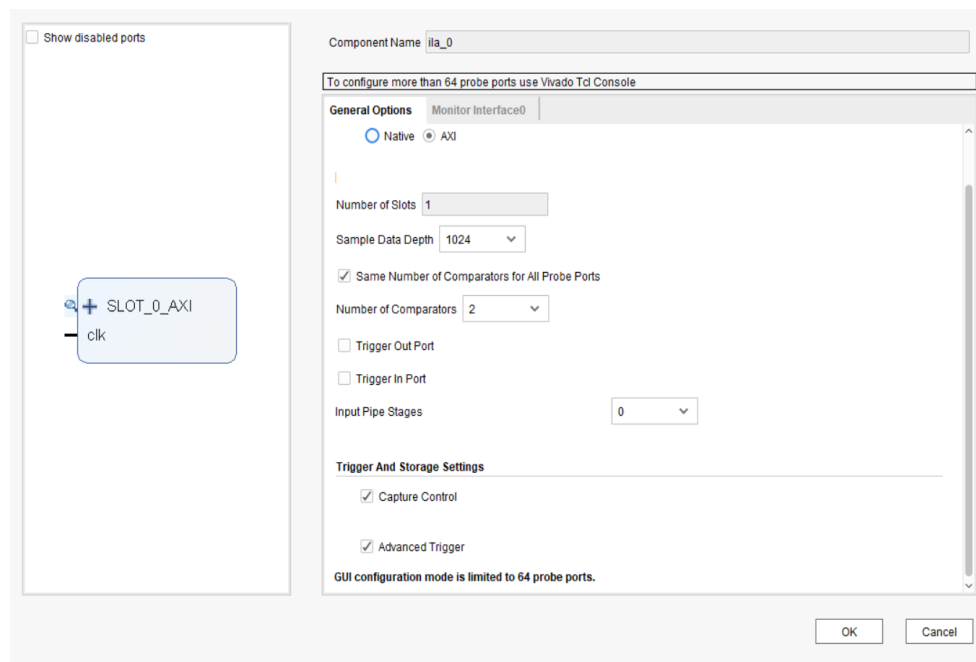 Show disabled ports
SLOT_0_AXI
clk
Component Name ila_0
To configure more than 64 probe ports use Vivado Tcl Console
General Options Monitor Interface0
Native AXI
Number of Slots 1
Sample Data Depth 1024
Same Number of Comparators for All Probe Ports
Number of Comparators 2
Trigger Out Port
Trigger In Port
Input Pipe Stages 0
Trigger And Storage Settings
Capture Control
Advanced Trigger
GUI configuration mode is limited to 64 probe ports.
OK Cancel